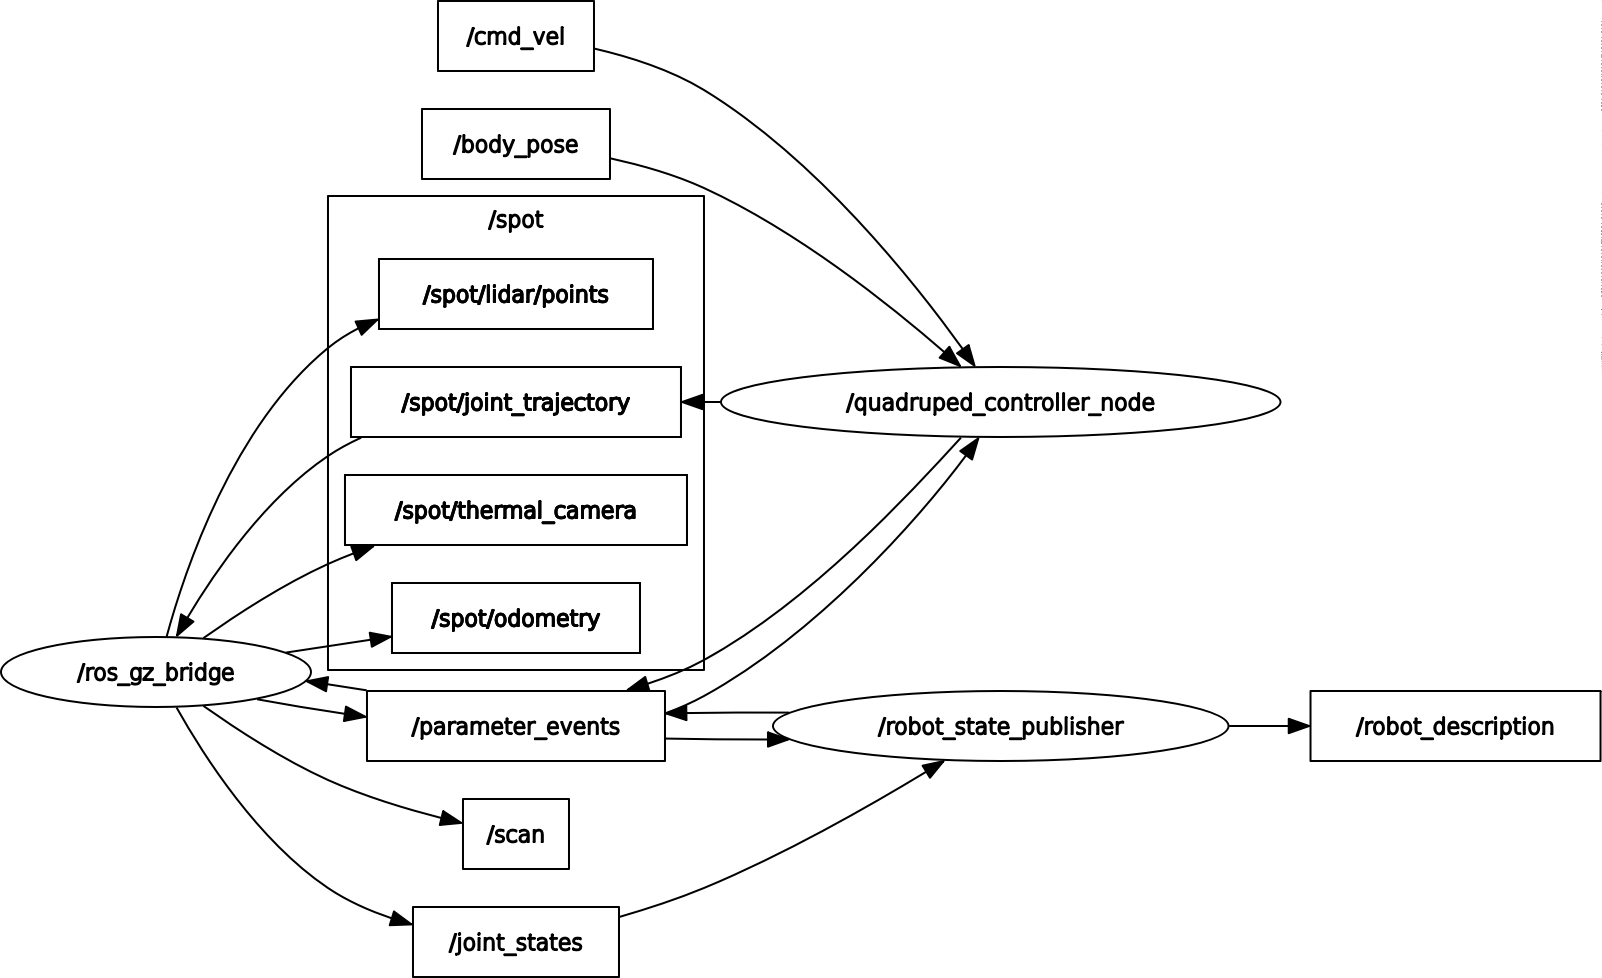 /cmd_vel
/body_pose
/spot
/spot/lidar/points
/spot/joint_trajectory
/quadruped_controller_node
/spot/thermal_camera
/spot/odometry
/ros_gz_bridge
/parameter_events
/robot_state_publisher
/robot_description
/scan
/joint_states